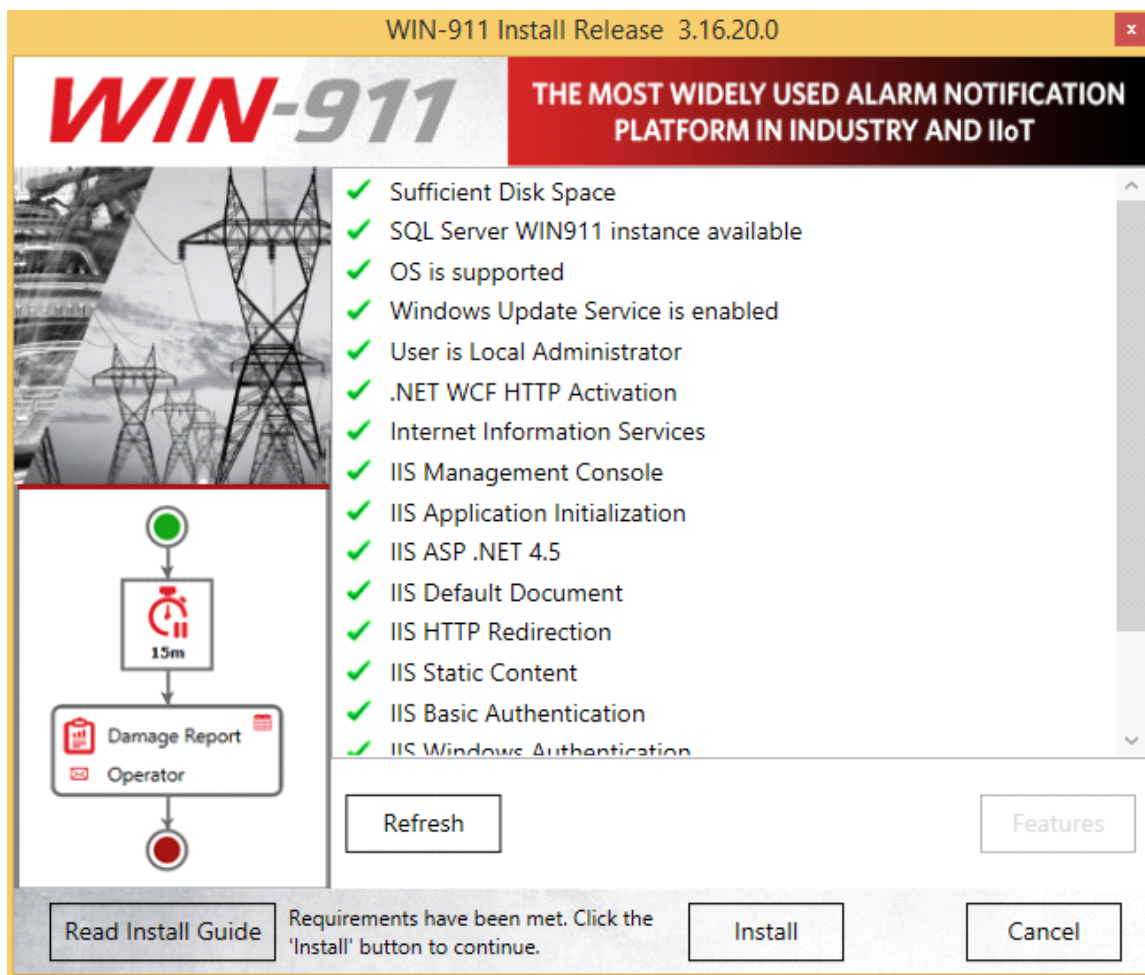 WIN-911 Install Release 3.16.20.0
x
WIN-911
THE MOST WIDELY USED ALARM NOTIFICATION
PLATFORM IN INDUSTRY AND IIoT
Sufficient Disk Space
SQL Server WIN911 instance available
OS is supported
Windows Update Service is enabled
User is Local Administrator
.NET WCF HTTP Activation
Internet Information Services
IIS Management Console
IIS Application Initialization
IIS ASP .NET 4.5
IIS Default Document
IIS HTTP Redirection
IIS Static Content
IIS Basic Authentication
IIS Windows Authentication
15m
Damage Report
Operator
Refresh
Features
Read Install Guide
Requirements have been met. Click the
'Install' button to continue.
Install
Cancel